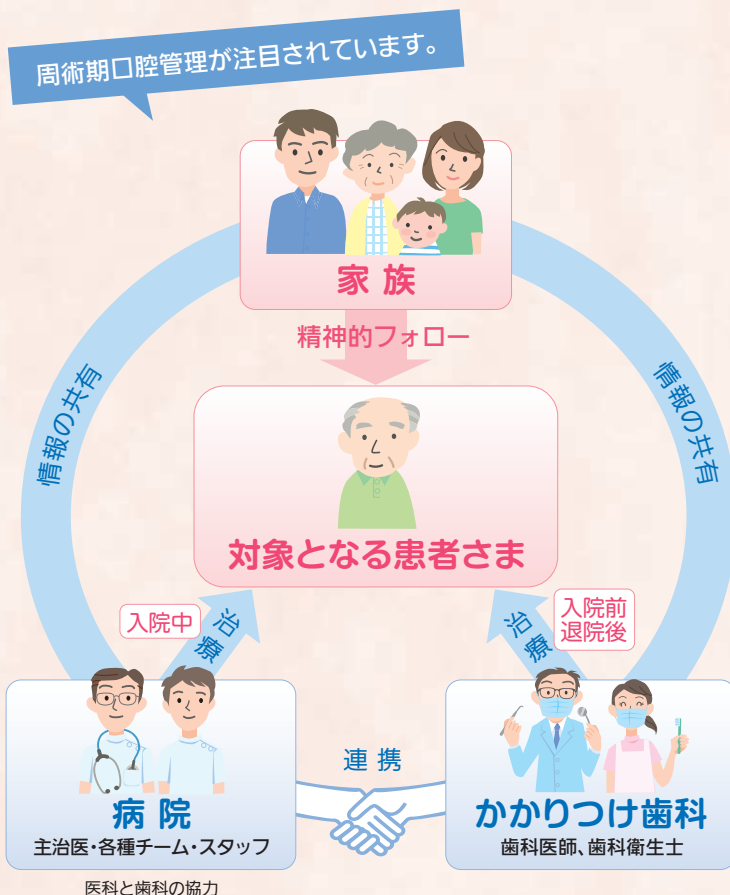 周術期口腔管理が注目されています。
家 族
精神的フォロー
情報の共有
情報の共有
対象となる患者さま
入院中
治療
治療
入院前
退院後
病 院
主治医・各種チーム・スタッフ
連 携
かかりつけ歯科
歯科医師、歯科衛生士
医科と歯科の協力